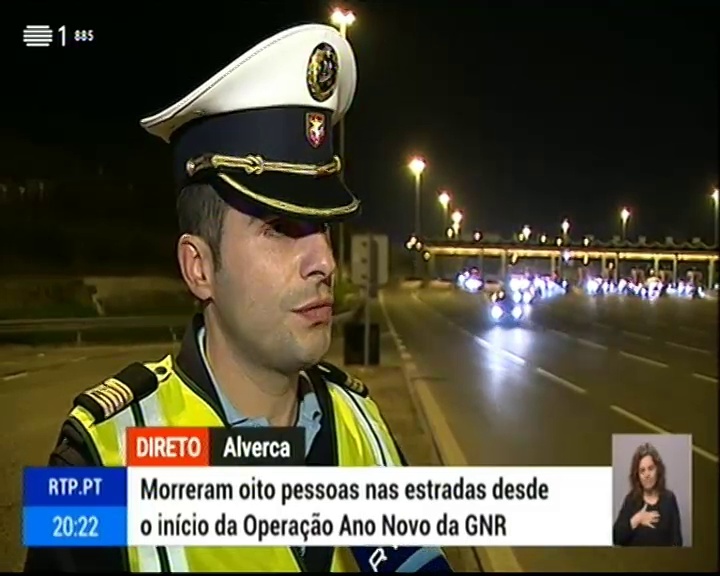 1 885
DIRETO Alverca
RTP.PT
20:22
Morreram oito pessoas nas estradas desde
o início da Operação Ano Novo da GNR